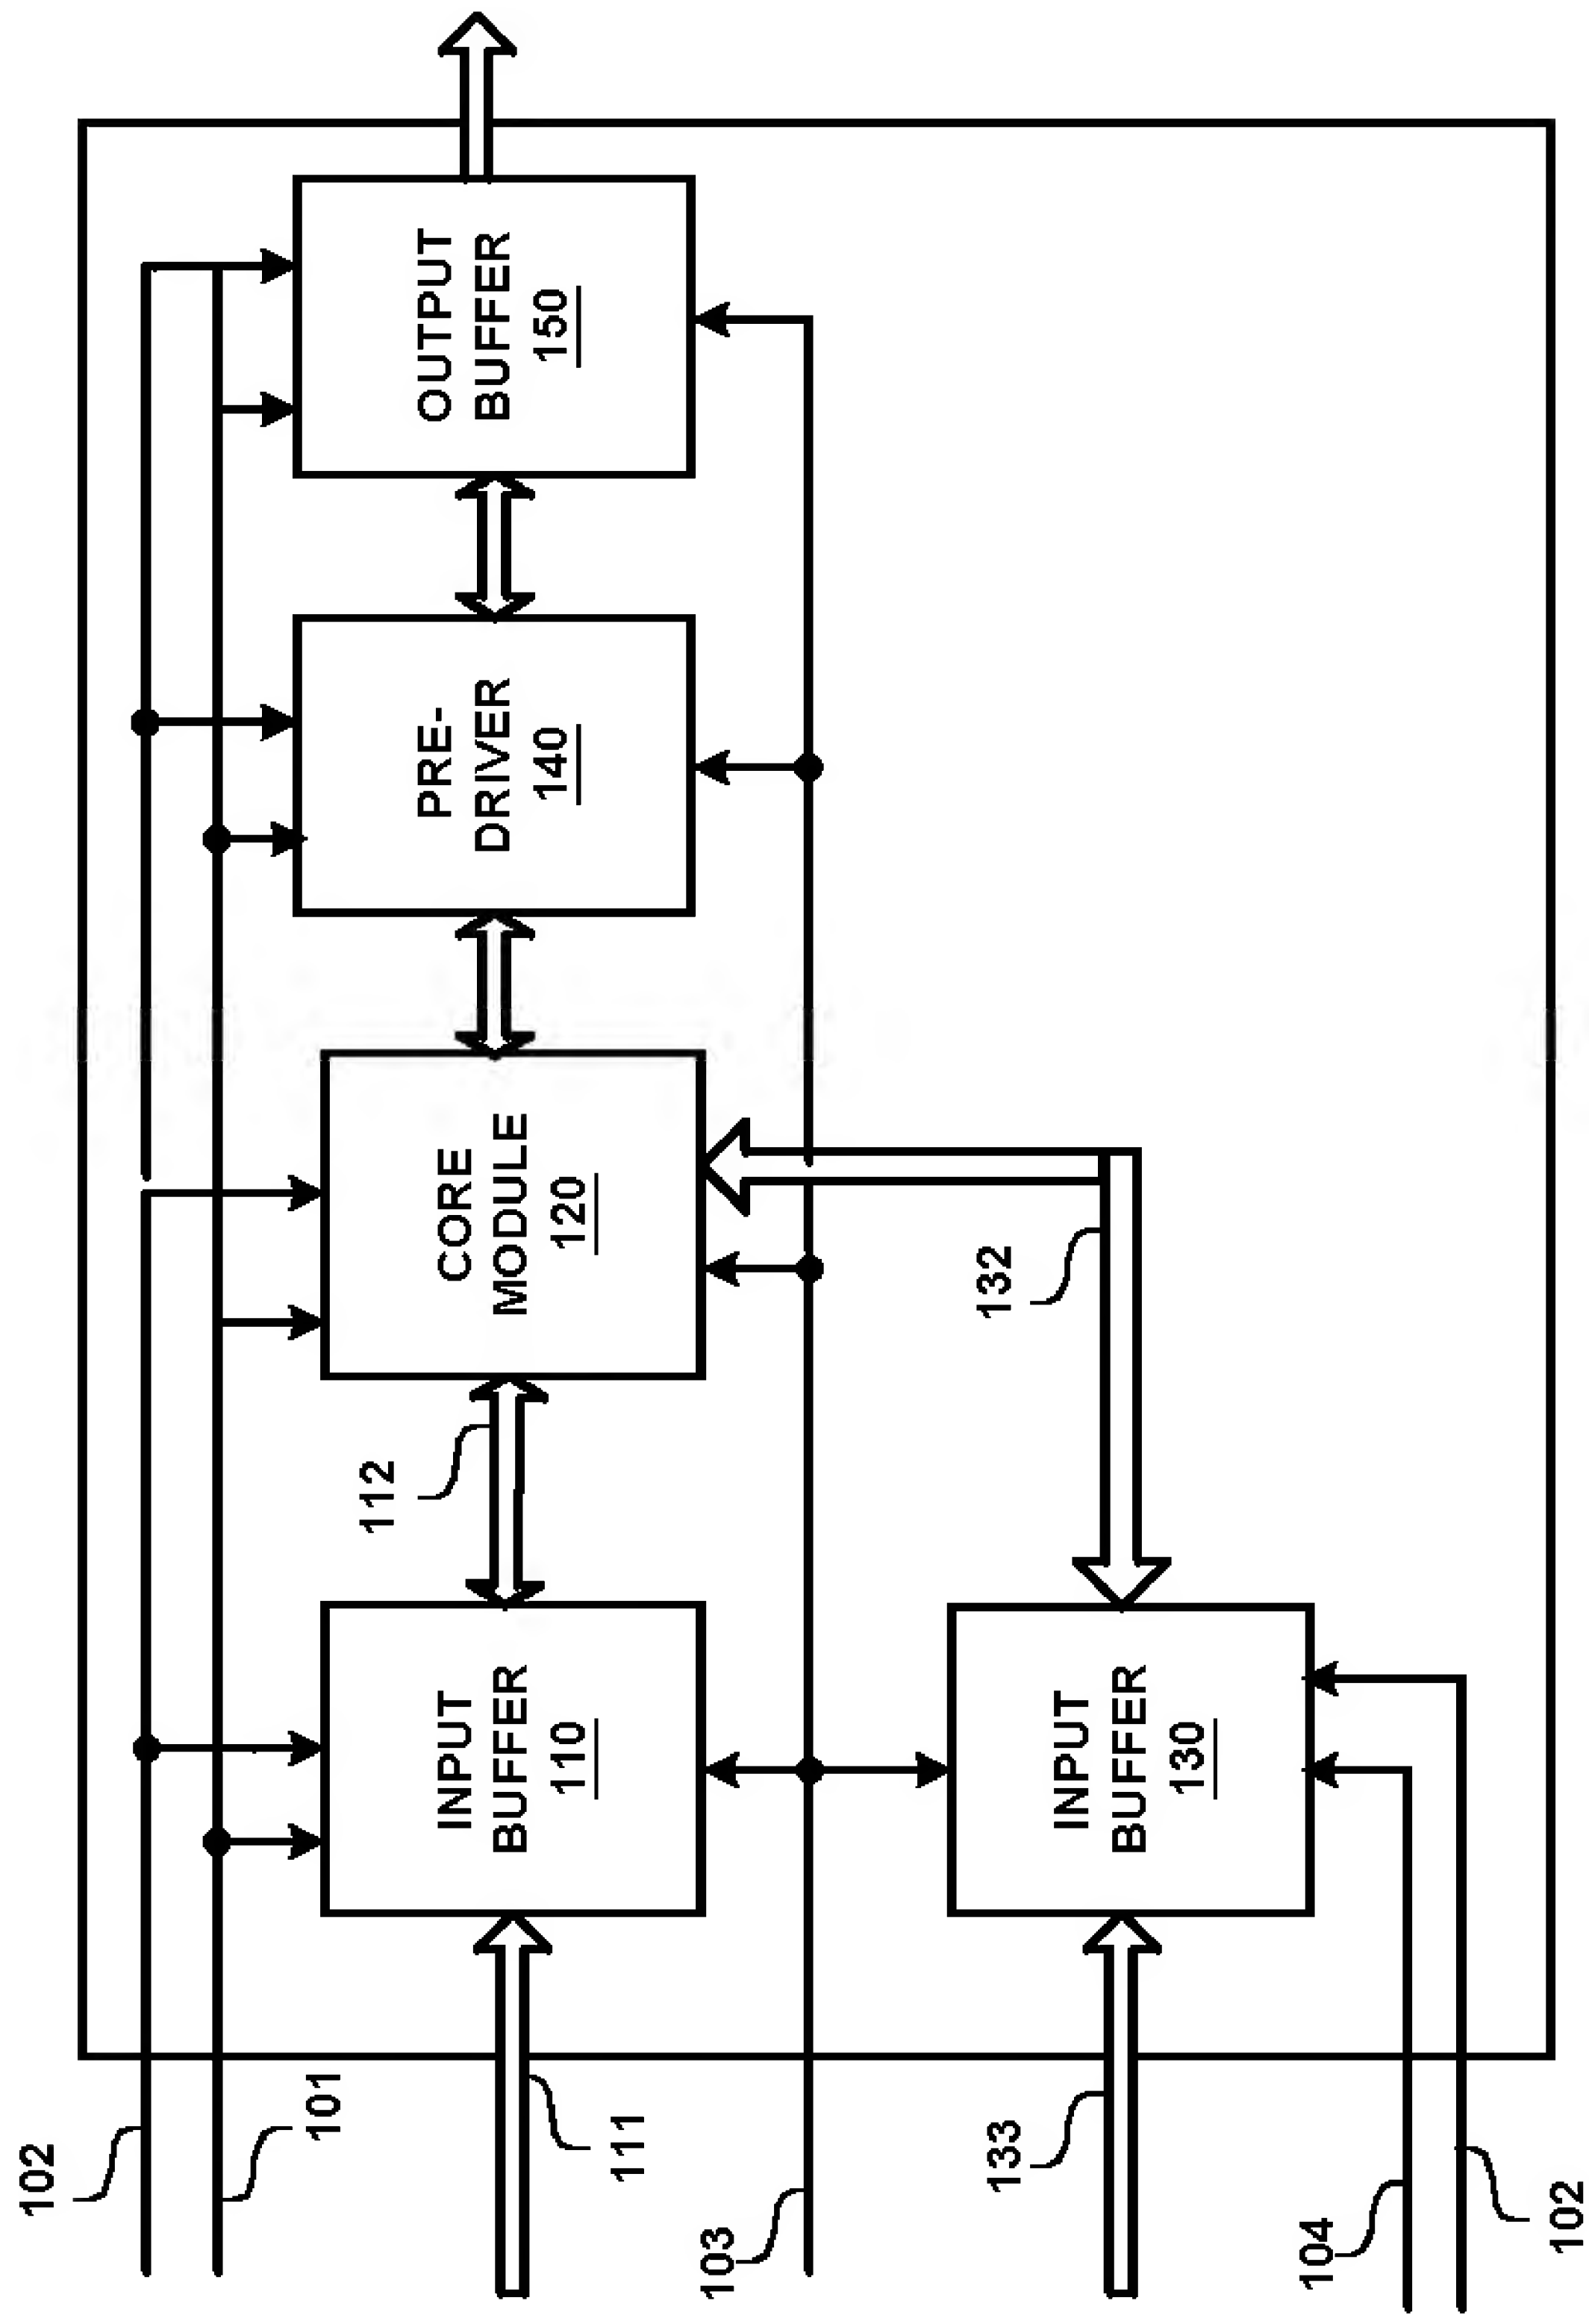 102
101
111
103
133
104
102
INPUT
BUFFER
110
112
CORE
MODULE
120
PRE-
DRIVER
140
OUTPUT
BUFFER
150
INPUT
BUFFER
130
132